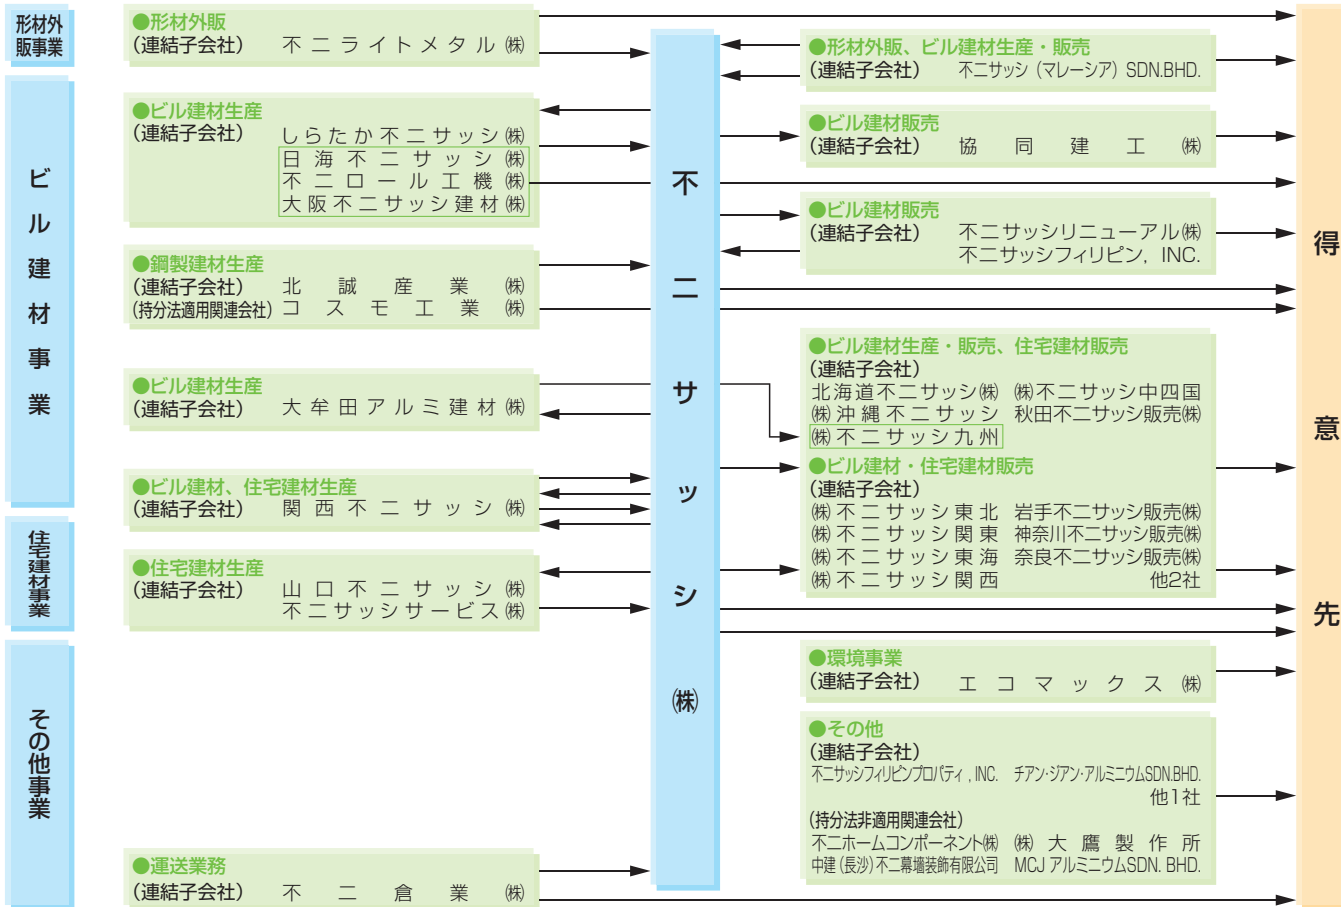 形材外
販事業
●形材外販
(連結子会社) 不二ライトメタル㈱
ビル建材事業
●ビル建材生産
(連結子会社) しらたか不二サッシ㈱
日海不二サッシ㈱
不二ロール工機㈱
大阪不二サッシ建材㈱
●鋼製建材生産
(連結子会社) 北誠産業㈱
(持分法適用関連会社) コスモ工業㈱
●ビル建材生産
(連結子会社) 大牟田アルミ建材㈱
●ビル建材、住宅建材生産
(連結子会社) 関西不二サッシ㈱
住宅建材事業
●住宅建材生産
(連結子会社) 山口不二サッシ㈱
不二サッシサービス㈱
その他事業
●運送業務
(連結子会社) 不二倉業㈱
不二サッシ㈱
●形材外販、ビル建材生産・販売
(連結子会社) 不二サッシ(マレーシア)SDN.BHD.
●ビル建材販売
(連結子会社) 協同建工㈱
●ビル建材販売
(連結子会社) 不二サッシリニューアル㈱
不二サッシフィリピン, INC.
●ビル建材生産・販売、住宅建材販売
(連結子会社)
北海道不二サッシ㈱ ㈱不二サッシ中四国
㈱沖縄不二サッシ 秋田不二サッシ販売㈱
㈱不二サッシ九州
●ビル建材・住宅建材販売
(連結子会社)
㈱不二サッシ東北 岩手不二サッシ販売㈱
㈱不二サッシ関東 神奈川不二サッシ販売㈱
㈱不二サッシ東海 奈良不二サッシ販売㈱
㈱不二サッシ関西 他2社
●環境事業
(連結子会社) エコマックス㈱
●その他
(連結子会社)
不二サッシフィリピンプロパティ, INC. チアン・ジアン・アルミニウムSDN.BHD.
他1社
(持分法非適用関連会社)
不二ホームコンポーネント㈱ ㈱大鷹製作所
中建(長沙)不二幕墻装飾有限公司 MCJアルミニウムSDN. BHD.
得意先